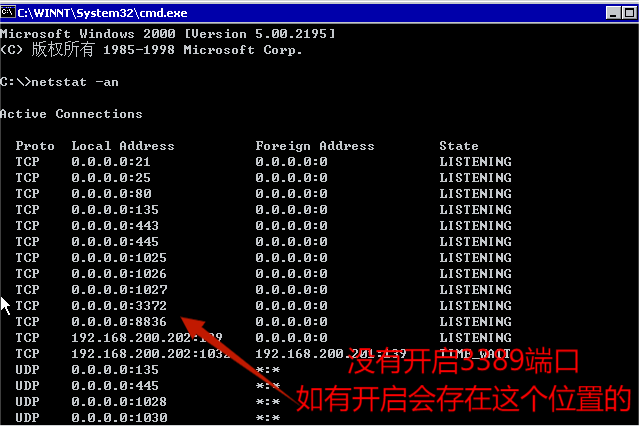 C:\WINNT\System32\cmd.exe
Microsoft Windows 2000 [Version 5.00.2195]
(C) 版权所有 1985-1998 Microsoft Corp.
C:\>netstat -an
Active Connections
Proto  Local Address          Foreign Address        State
TCP    0.0.0.0:21             0.0.0.0:0              LISTENING
TCP    0.0.0.0:25             0.0.0.0:0              LISTENING
TCP    0.0.0.0:80             0.0.0.0:0              LISTENING
TCP    0.0.0.0:135            0.0.0.0:0              LISTENING
TCP    0.0.0.0:443            0.0.0.0:0              LISTENING
TCP    0.0.0.0:445            0.0.0.0:0              LISTENING
TCP    0.0.0.0:1025           0.0.0.0:0              LISTENING
TCP    0.0.0.0:1026           0.0.0.0:0              LISTENING
TCP    0.0.0.0:1027           0.0.0.0:0              LISTENING
TCP    0.0.0.0:3372           0.0.0.0:0              LISTENING
TCP    0.0.0.0:8836           0.0.0.0:0              LISTENING
TCP    192.168.200.202:139    0.0.0.0:0              LISTENING
TCP    192.168.200.202:1032   192.168.200.201:139    TIME_WAIT
UDP    0.0.0.0:135            *:*
UDP    0.0.0.0:445            *:*
UDP    0.0.0.0:1028           *:*
UDP    0.0.0.0:1030           *:*
没有开启3389端口
如有开启会存在这个位置的